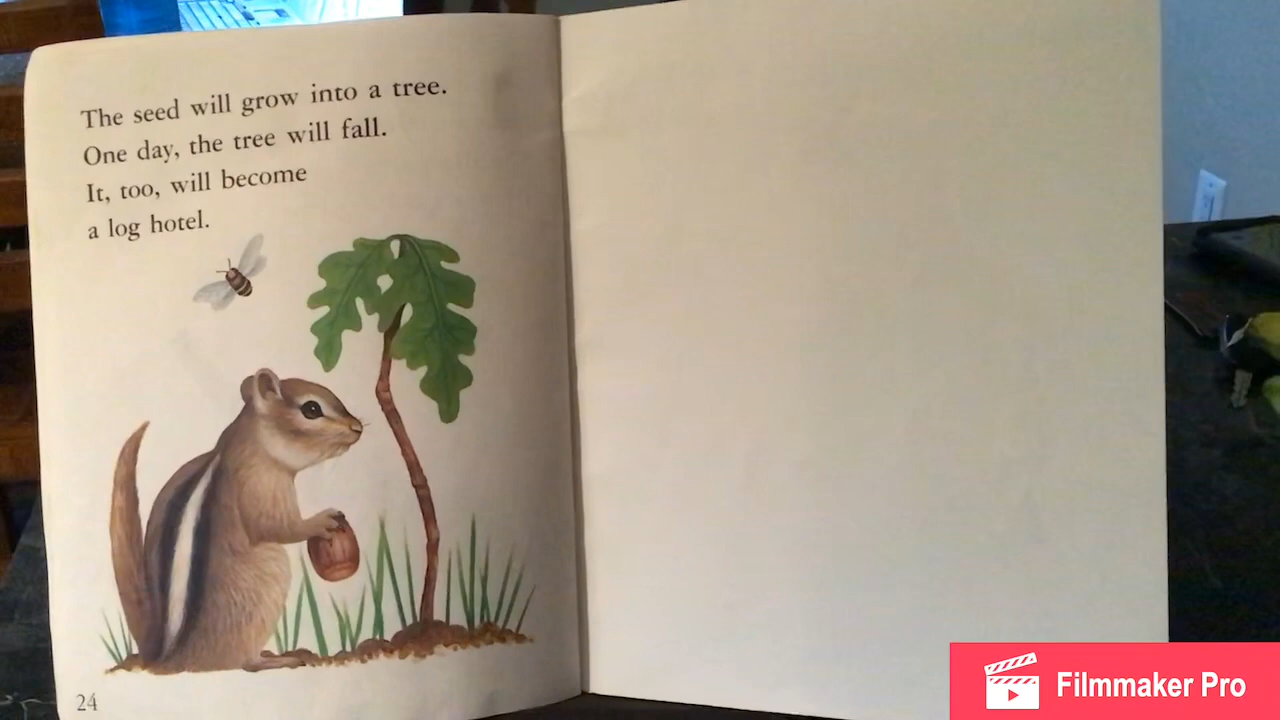 The seed will grow into a tree.
One day, the tree will fall.
It, too, will become
a log hotel.
24
Filmmaker Pro